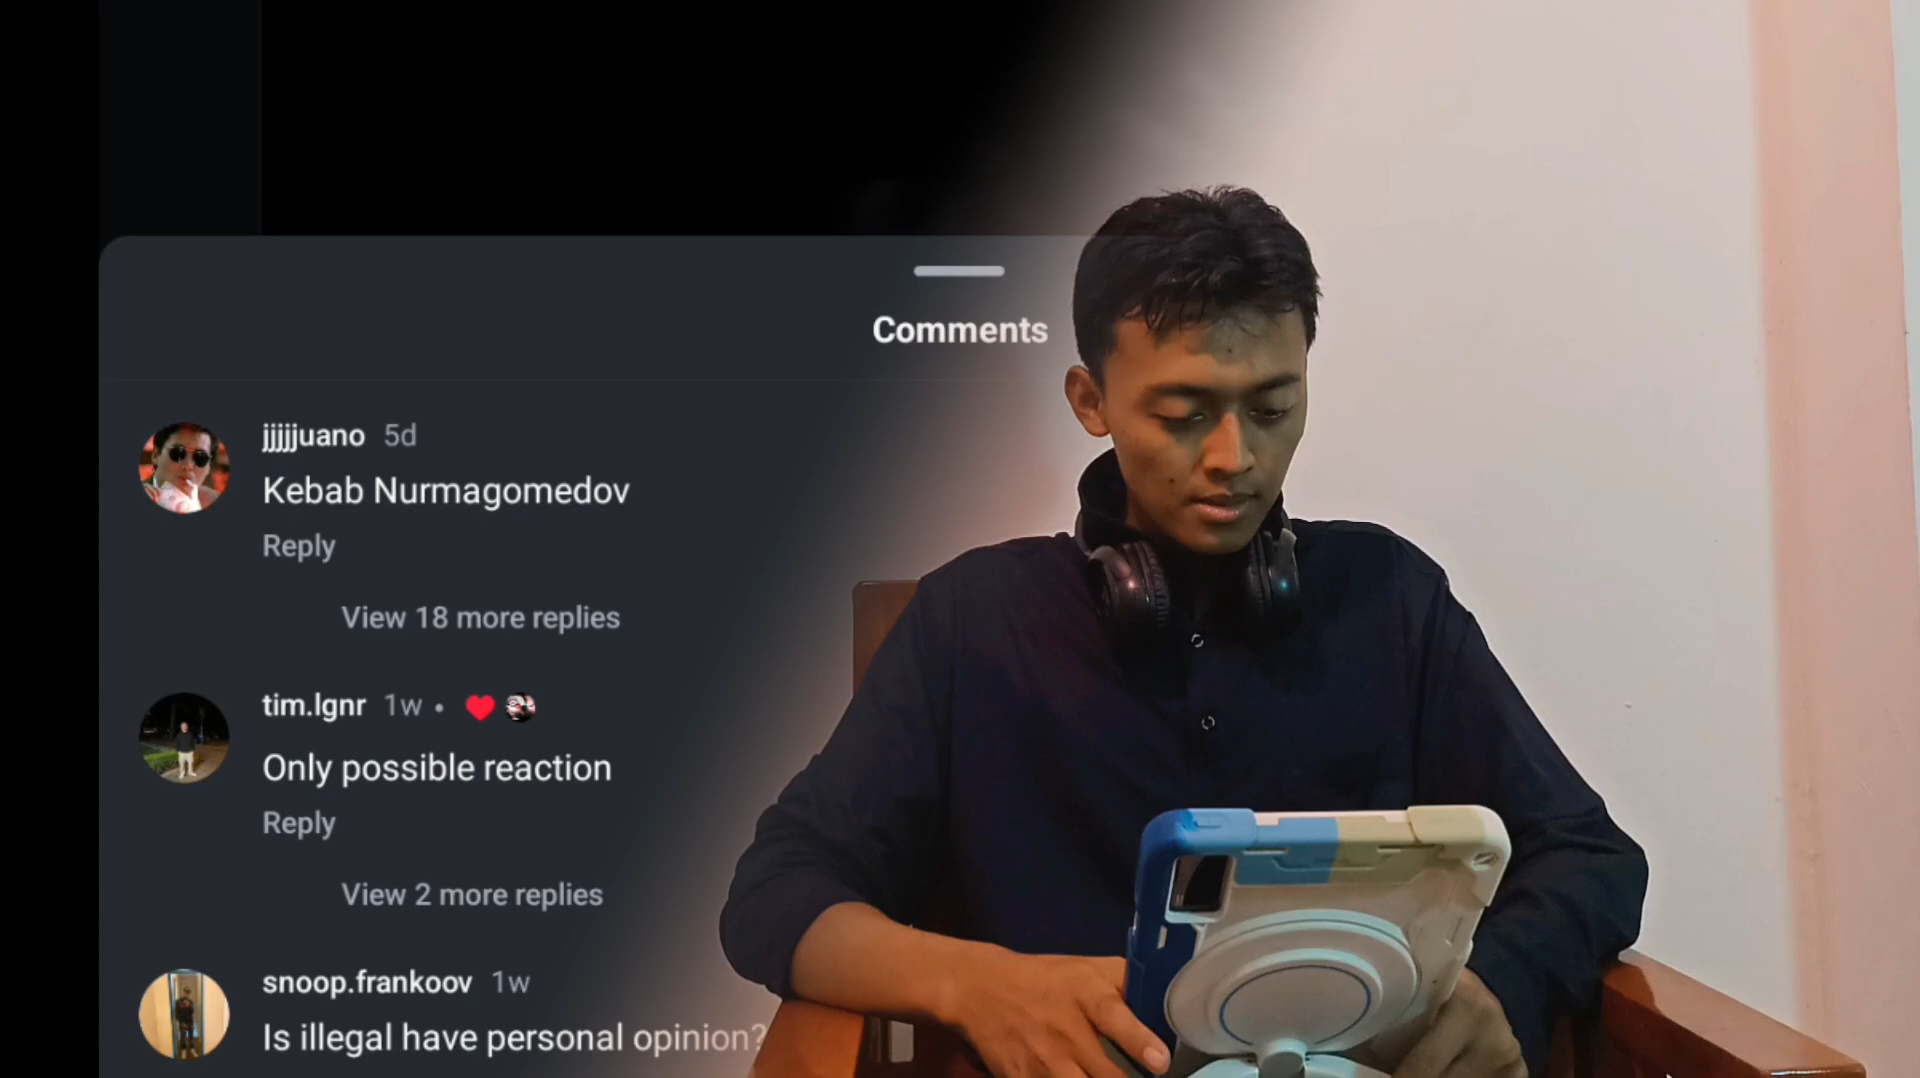 Comments
jjjjjuano 5d
Kebab Nurmagomedov
Reply
View 18 more replies
tim.lgnr 1w •
Only possible reaction
Reply
View 2 more replies
snoop.frankoov 1w
Is illegal have personal opinion?